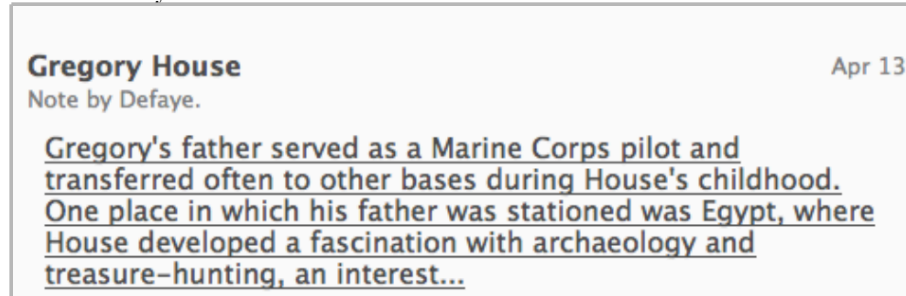 Gregory House
Apr 13
Note by Defaye.
Gregory's father served as a Marine Corps pilot and
transferred often to other bases during House's childhood.
One place in which his father was stationed was Egypt, where
House developed a fascination with archaeology and
treasure-hunting, an interest...